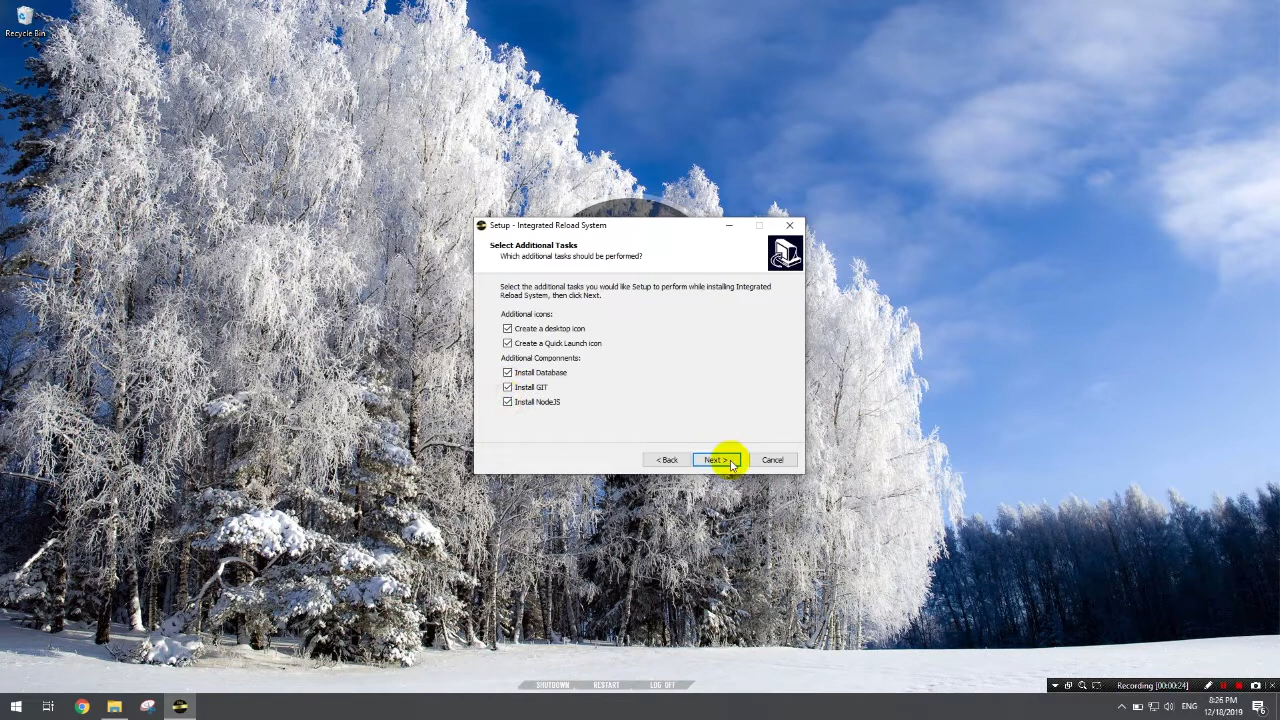 Recycle Bin
Setup - Integrated Reload System
Select Additional Tasks
Which additional tasks should be performed?
Select the additional tasks you would like Setup to perform while installing Integrated
Reload System, then click Next.
Additional icons:
Create a desktop icon
Create a Quick Launch icon
Additional Components:
Install Database
Install GIT
Install NodeJS
< Back
Next >
Cancel
SHUTDOWN
RESTART
LOG OFF
Recording [00:00:24]
ENG
8:26 PM
12/18/2019
6